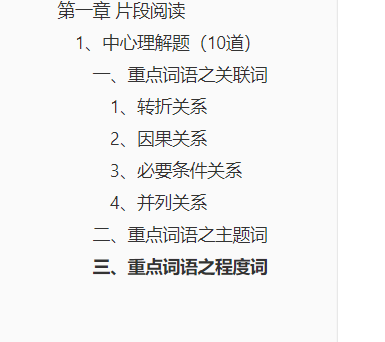 第一章 片段阅读
1、中心理解题（10道）
一、重点词语之关联词
1、转折关系
2、因果关系
3、必要条件关系
4、并列关系
二、重点词语之主题词
三、重点词语之程度词